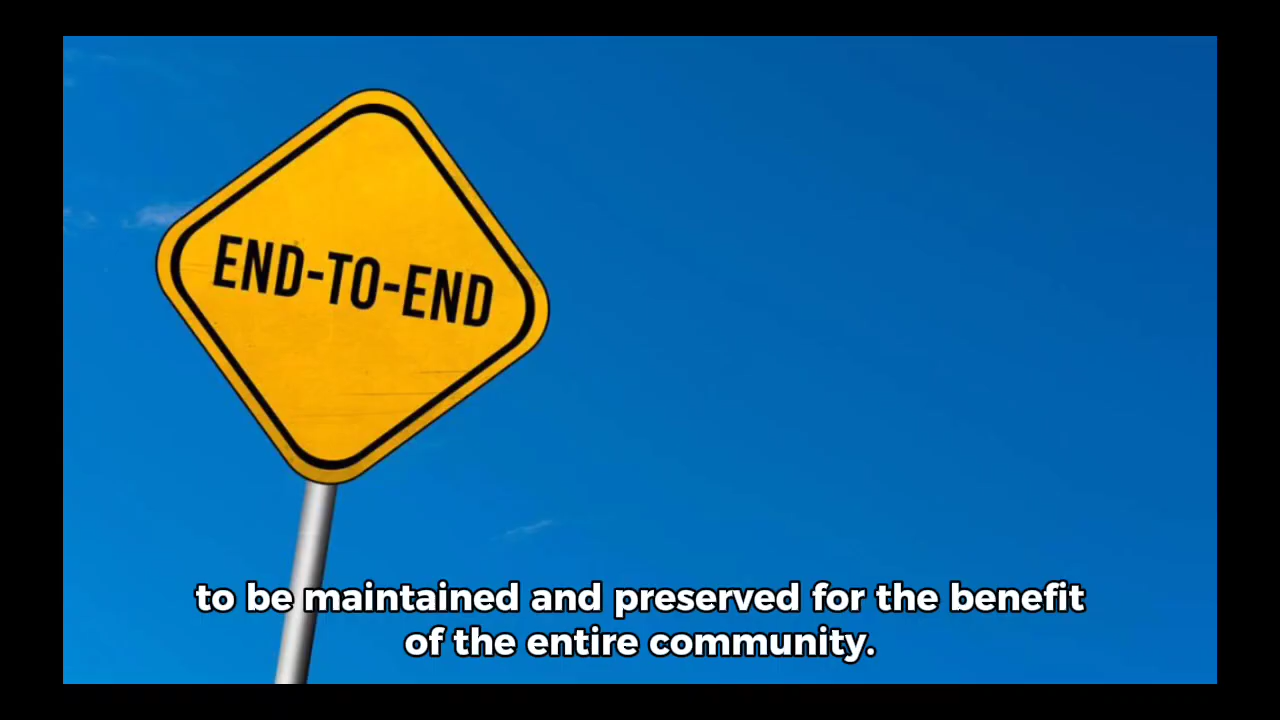 END-TO-END
to be maintained and preserved for the benefit
of the entire community.